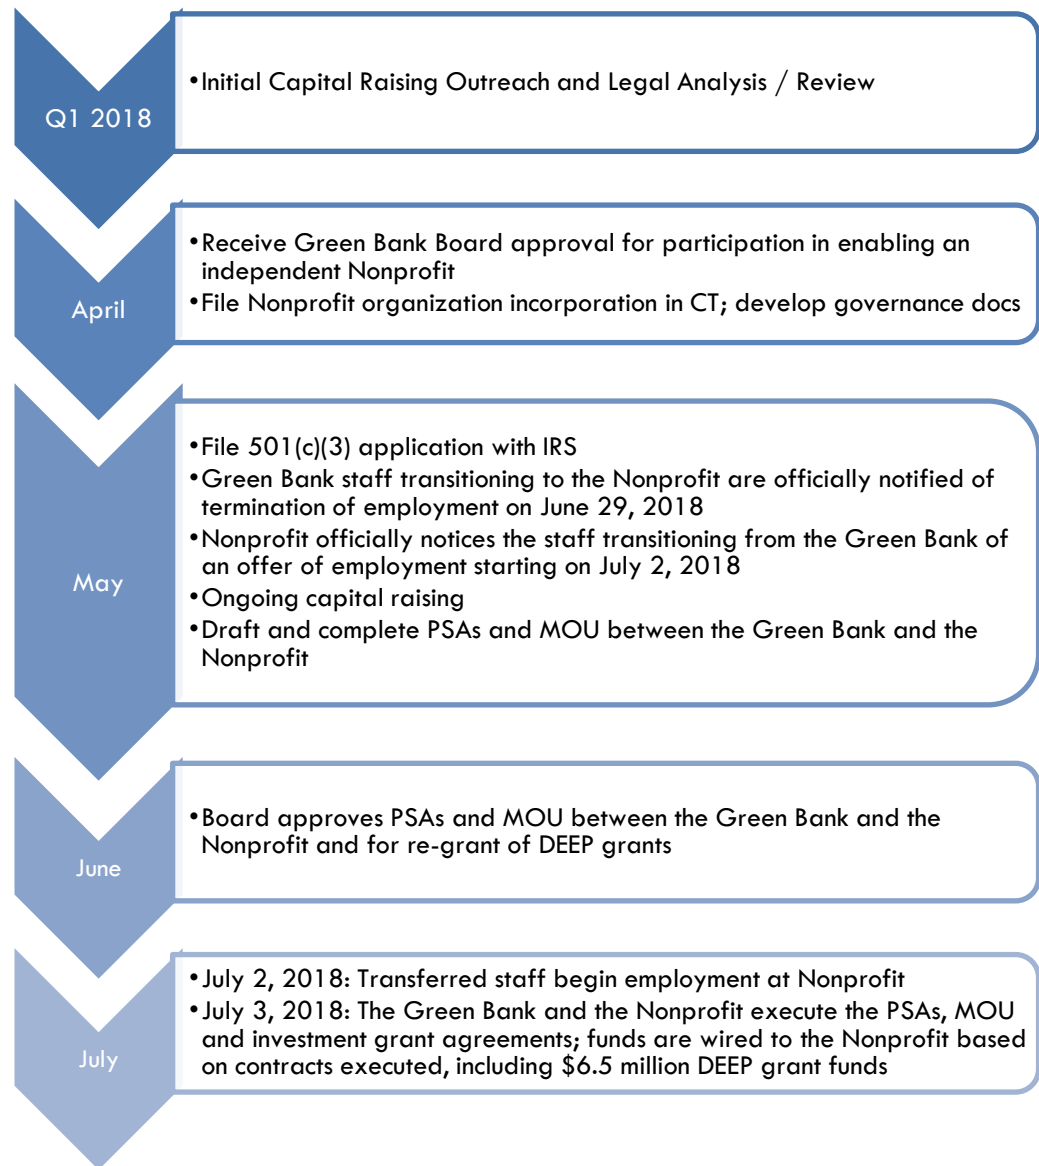 Q1 2018
•Initial Capital Raising Outreach and Legal Analysis / Review
April
•Receive Green Bank Board approval for participation in enabling an
independent Nonprofit
•File Nonprofit organization incorporation in CT; develop governance docs
May
•File 501(c)(3) application with IRS
•Green Bank staff transitioning to the Nonprofit are officially notified of
termination of employment on June 29, 2018
•Nonprofit officially notices the staff transitioning from the Green Bank of
an offer of employment starting on July 2, 2018
•Ongoing capital raising
•Draft and complete PSAs and MOU between the Green Bank and the
Nonprofit
June
•Board approves PSAs and MOU between the Green Bank and the
Nonprofit and for re-grant of DEEP grants
July
•July 2, 2018: Transferred staff begin employment at Nonprofit
•July 3, 2018: The Green Bank and the Nonprofit execute the PSAs, MOU
and investment grant agreements; funds are wired to the Nonprofit based
on contracts executed, including $6.5 million DEEP grant funds